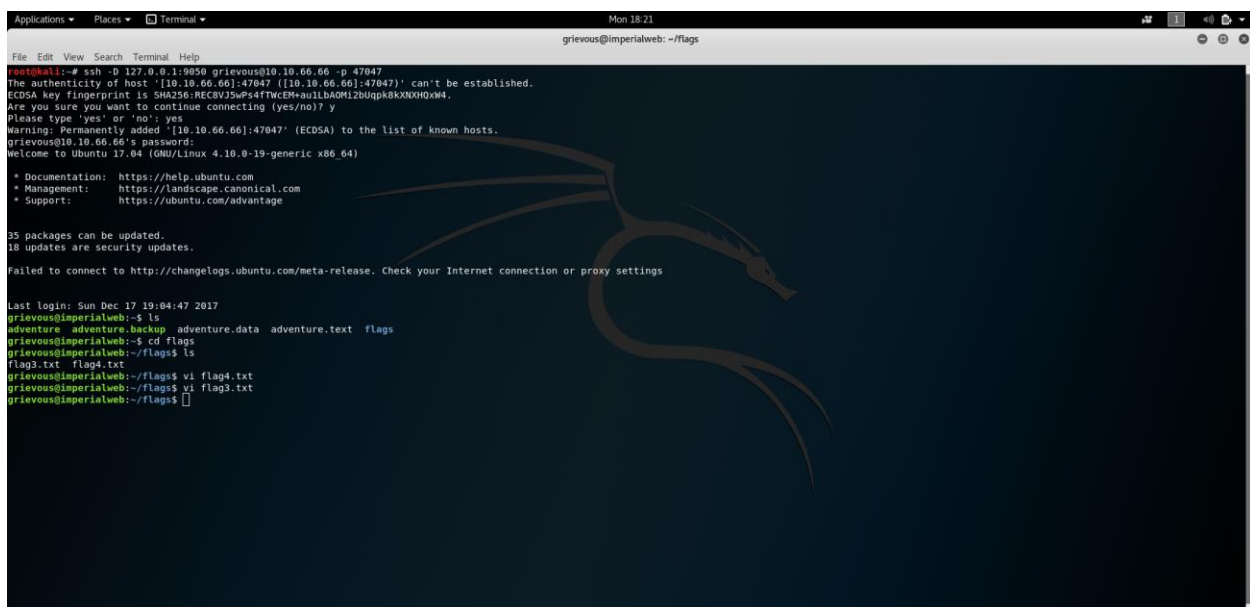 Applications Places Terminal Mon 18:21 1
grievous@imperialweb: ~/flags
File Edit View Search Terminal Help
root@kali:~# ssh -D 127.0.0.1:9050 grievous@10.10.66.66 -p 47047
The authenticity of host '[10.10.66.66]:47047 ([10.10.66.66]:47047)' can't be established.
ECDSA key fingerprint is
Are you sure you want to continue connecting (yes/no)? y
Please type 'yes' or 'no': yes
Warning: Permanently added '[10.10.66.66]:47047' (ECDSA) to the list of known hosts.
grievous@10.10.66.66's password:
Welcome to Ubuntu 17.04 (GNU/Linux 4.10.0-19-generic x86_64)
* Documentation: https://help.ubuntu.com
* Management: https://landscape.canonical.com
* Support: https://ubuntu.com/advantage
35 packages can be updated.
18 updates are security updates.
Failed to connect to http://changelogs.ubuntu.com/meta-release. Check your Internet connection or proxy settings
Last login: Sun Dec 17 19:04:47 2017
grievous@imperialweb:~$ ls
adventure adventure.backup adventure.data adventure.text flags
grievous@imperialweb:~$ cd flags
grievous@imperialweb:~/flags$ ls
flag3.txt flag4.txt
grievous@imperialweb:~/flags$ vi flag4.txt
grievous@imperialweb:~/flags$ vi flag3.txt
grievous@imperialweb:~/flags$